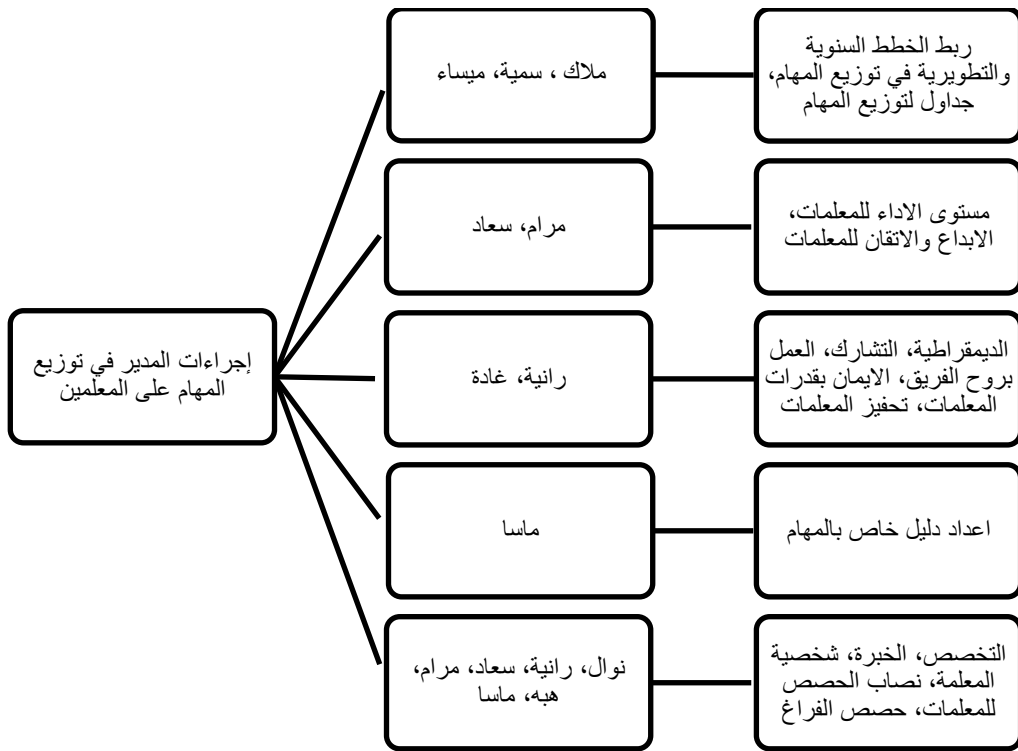 إجراءات المدير في توزيع
المهام على المعلمين
ملاك ، سمية، ميساء
ربط الخطط السنوية
والتطويرية في توزيع المهام،
جداول لتوزيع المهام
مرام، سعاد
مستوى الاداء للمعلمات،
الابداع والاتقان للمعلمات
رانية، غادة
الديمقراطية، التشارك، العمل
بروح الفريق، الايمان بقدرات
المعلمات، تحفيز المعلمات
ماسا
اعداد دليل خاص بالمهام
نوال، رانية، سعاد، مرام،
هبه، ماسا
التخصص، الخبرة، شخصية
المعلمة، نصاب الحصص
للمعلمات، حصص الفراغ